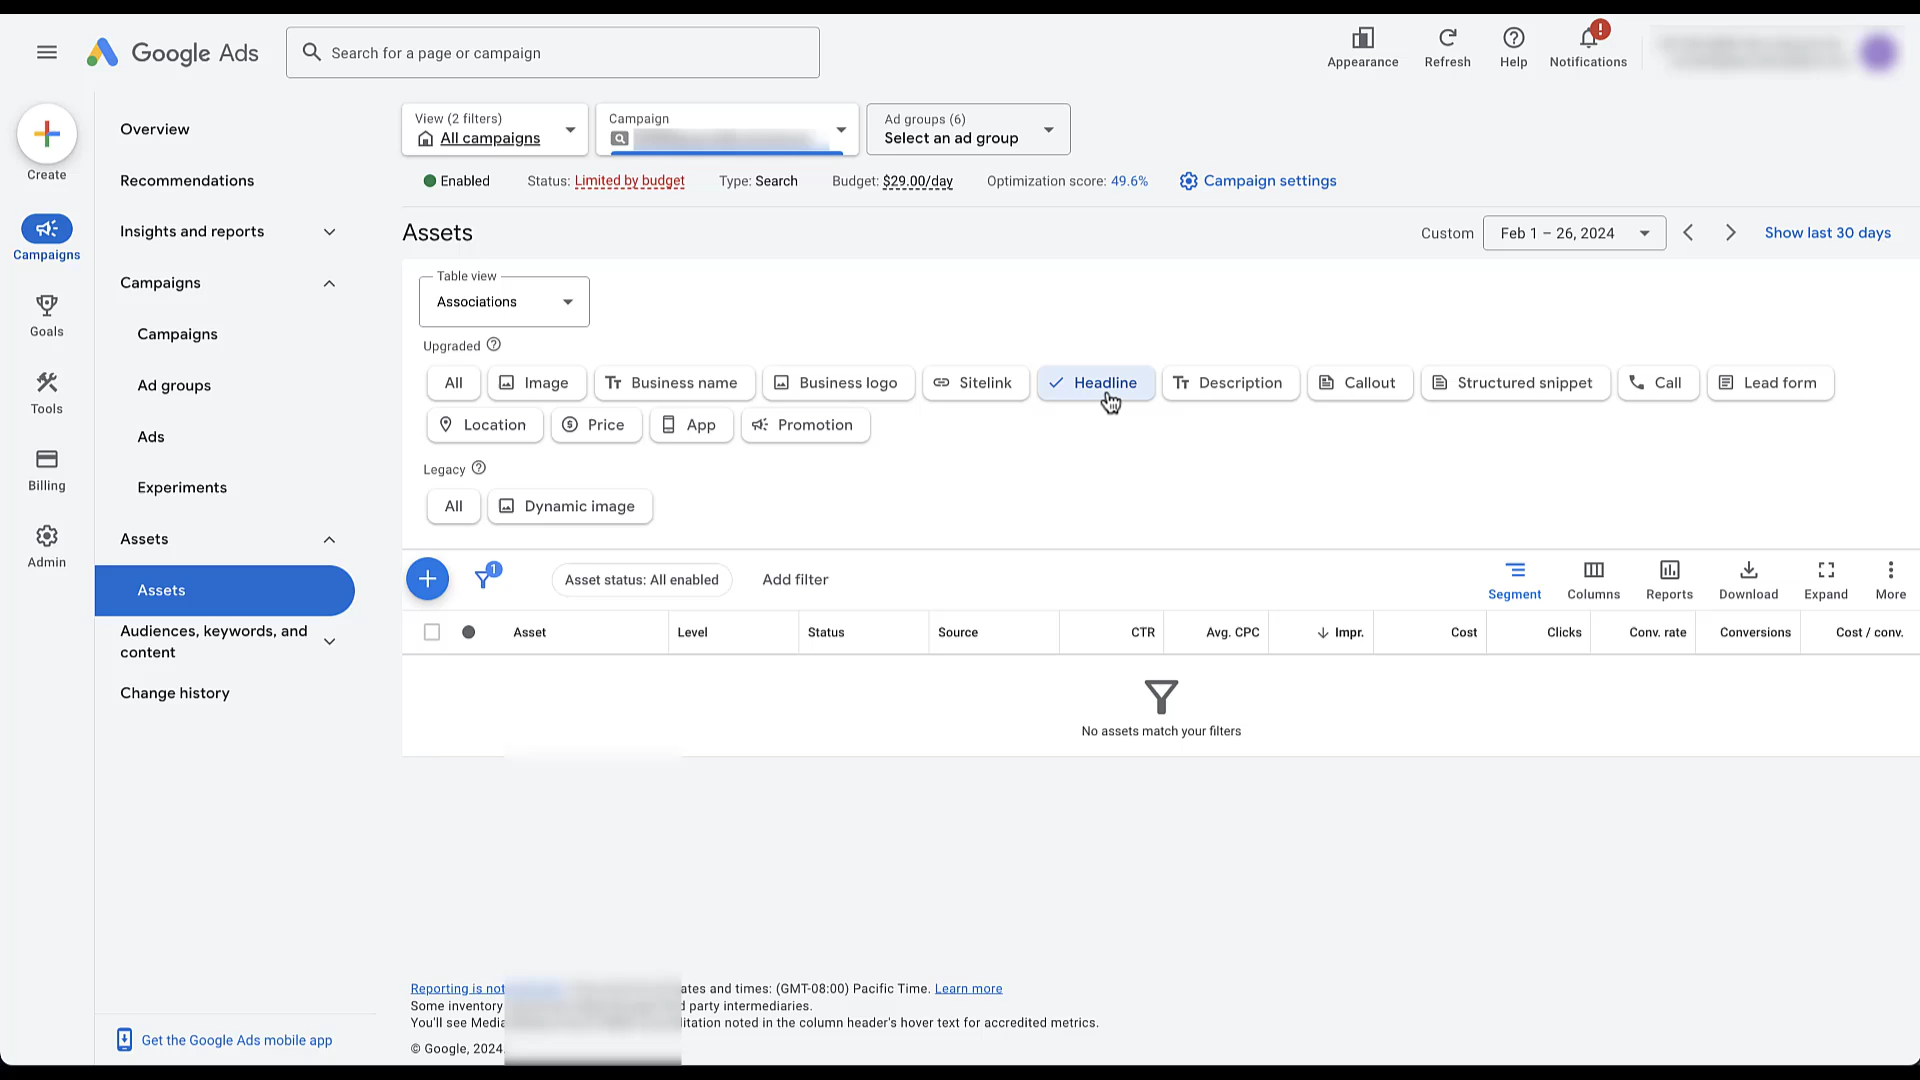 Google Ads
Search for a page or campaign
Appearance
Refresh
Help
!
Notifications
Create
Campaigns
Goals
Tools
Billing
Admin
Overview
Recommendations
Insights and reports
Campaigns
Campaigns
Ad groups
Ads
Experiments
Assets
Assets
Audiences, keywords, and
content
Change history
Get the Google Ads mobile app
View (2 filters)
All campaigns
Campaign
Ad groups (6)
Select an ad group
Enabled Status: Limited by budget Type: Search Budget: $29.00/day Optimization score: 49.6% Campaign settings
Assets
Custom Feb 1 – 26, 2024 Show last 30 days
Table view
Associations
Upgraded
All Image Business name Business logo Sitelink Headline Description Callout Structured snippet Call Lead form
Location Price App Promotion
Legacy
All Dynamic image
1
Asset status: All enabled Add filter
Segment Columns Reports Download Expand More
Asset Level Status Source CTR Avg. CPC Impr. Cost Clicks Conv. rate Conversions Cost / conv.
No assets match your filters
Reporting is not ates and times: (GMT-08:00) Pacific Time. Learn more
Some inventory d party intermediaries.
You'll see Media itation noted in the column header's hover text for accredited metrics.
© Google, 2024.